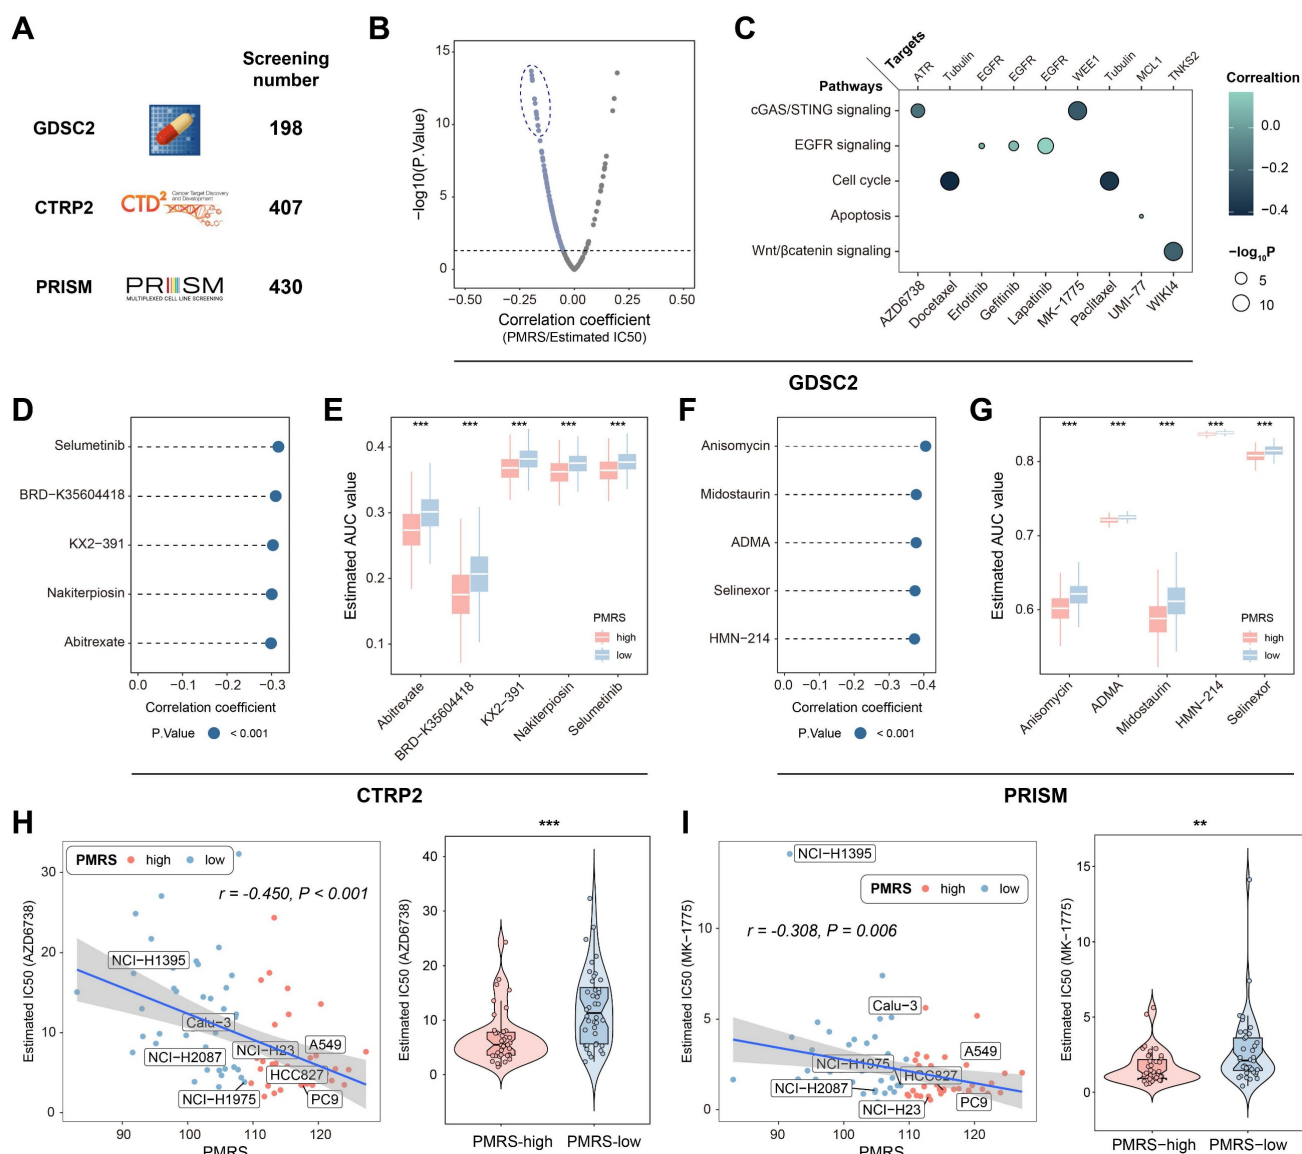 A
Screening
number
GDSC2
198
CTRP2
CTD²
Cancer Target Discovery
and Development
407
PRISM
PRISM
MULTIPLEXED CELL LINE SCREENING
430
B
−log10(P.Value)
15
10
5
0
−0.50
−0.25
0.00
0.25
0.50
Correlation coefficient
(PMRS/Estimated IC50)
C
Targets
ATR
Tubulin
EGFR
EGFR
EGFR
WEE1
Tubulin
MCL1
TNKS2
Pathways
cGAS/STING signaling
EGFR signaling
Cell cycle
Apoptosis
Wnt/βcatenin signaling
AZD6738
Docetaxel
Erlotinib
Gefitinib
Lapatinib
MK−1775
Paclitaxel
UMI−77
WIKI4
Correaltion
0.0
−0.2
−0.4
−log₁₀P
5
10
GDSC2
D
Selumetinib
BRD−K35604418
KX2−391
Nakiterpiosin
Abitrexate
0.0
−0.1
−0.2
−0.3
Correlation coefficient
P.Value
< 0.001
E
Estimated AUC value
0.4
0.3
0.2
0.1
***
***
***
***
***
PMRS
high
low
Abitrexate
BRD−K35604418
KX2−391
Nakiterpiosin
Selumetinib
CTRP2
F
Anisomycin
Midostaurin
ADMA
Selinexor
HMN−214
0.0
−0.1
−0.2
−0.3
−0.4
Correlation coefficient
P.Value
< 0.001
G
Estimated AUC value
0.8
0.7
0.6
***
***
***
***
***
PMRS
high
low
Anisomycin
ADMA
Midostaurin
HMN−214
Selinexor
PRISM
H
Estimated IC50 (AZD6738)
30
20
10
0
PMRS
high
low
r = -0.450, P < 0.001
NCI−H1395
Calu−3
NCI−H2087
NCI−H23
A549
HCC827
NCI−H1975
PC9
90
100
110
120
PMRS
Estimated IC50 (AZD6738)
40
30
20
10
0
***
PMRS-high
PMRS-low
I
Estimated IC50 (MK−1775)
10
5
0
NCI−H1395
PMRS
high
low
r = -0.308, P = 0.006
Calu−3
NCI−H1975
A549
HCC827
NCI−H2087
NCI−H23
PC9
90
100
110
120
PMRS
Estimated IC50 (MK−1775)
15
10
5
0
**
PMRS−high
PMRS−low